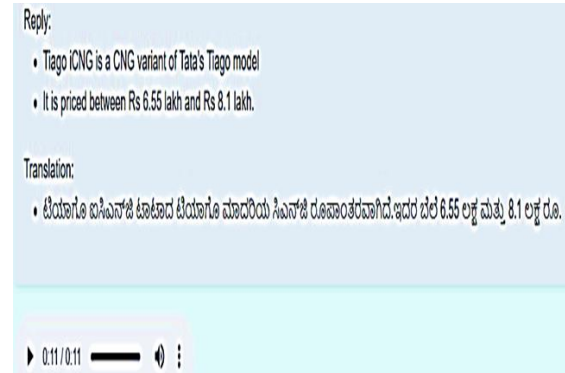 Reply:
• Tiago iCNG is a CNG variant of Tata's Tiago model
• It is priced between Rs 6.55 lakh and Rs 8.1 lakh.
Translation:
• ಟಿಯಾಗೊ ಐಸಿಎನ್‌ಜಿ ಟಾಟಾದ ಟಿಯಾಗೊ ಮಾದರಿಯ ಸಿಎನ್‌ಜಿ ರೂಪಾಂತರವಾಗಿದೆ.ಇದರ ಬೆಲೆ 6.55 ಲಕ್ಷ ಮತ್ತು 8.1 ಲಕ್ಷ ರೂ.
0:11 / 0:11